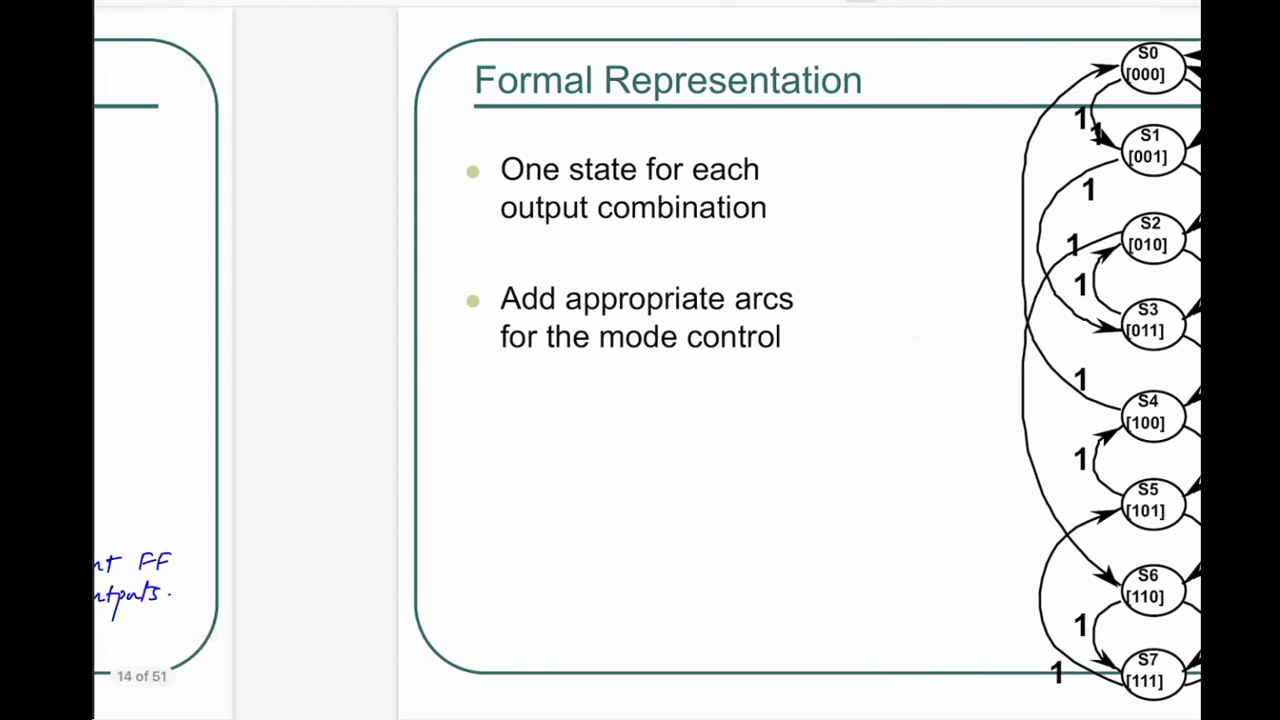 Formal Representation
One state for each
output combination
Add appropriate arcs
for the mode control
S0
[000]
1
1
S1
[001]
1
S2
[010]
1
1
S3
[011]
1
S4
[100]
1
S5
[101]
S6
[110]
1
S7
[111]
1
FF
14 of 51